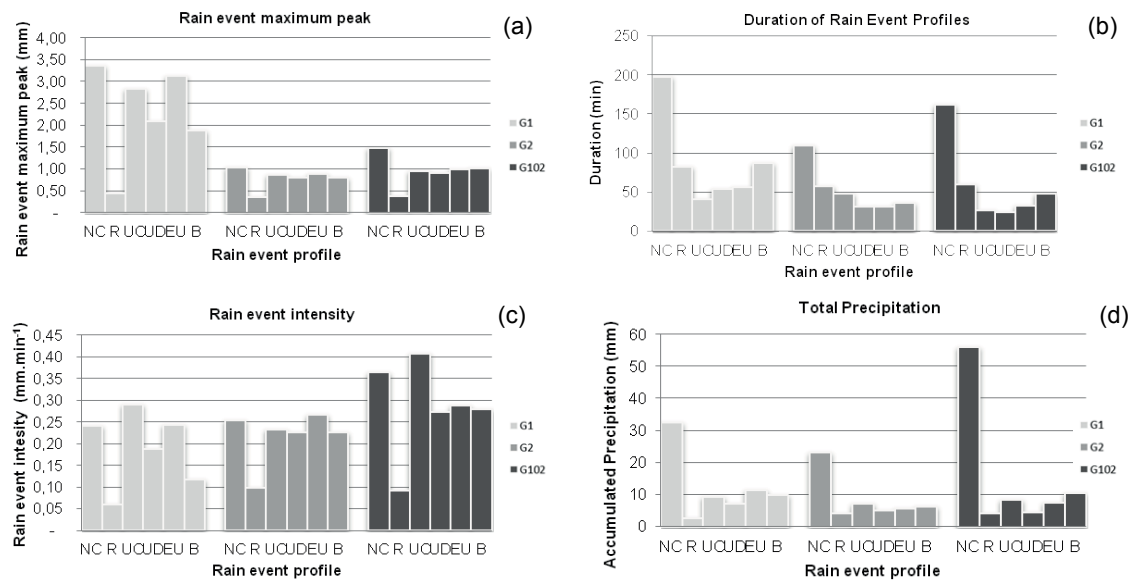 Rain event maximum peak
(a)
Rain event maximum peak (mm)
4,00
3,50
3,00
2,50
2,00
1,50
1,00
0,50
-
NC R UCUDEU B
NC R UCUDEU B
NC R UCUDEU B
Rain event profile
G1
G2
G102
Duration of Rain Event Profiles
(b)
Duration (min)
250
200
150
100
50
0
NC R UCUDEU B
NC R UCUDEU B
NC R UCUDEU B
Rain event profile
G1
G2
G102
Rain event intensity
(c)
Rain event intesity (mm.min-¹)
0,45
0,40
0,35
0,30
0,25
0,20
0,15
0,10
0,05
-
NC R UCUDEU B
NC R UCUDEU B
NC R UCUDEU B
Rain event profile
G1
G2
G102
Total Precipitation
(d)
Accumulated Precipitation (mm)
60
50
40
30
20
10
0
NC R UCUDEU B
NC R UCUDEU B
NC R UCUDEU B
Rain event profile
G1
G2
G102